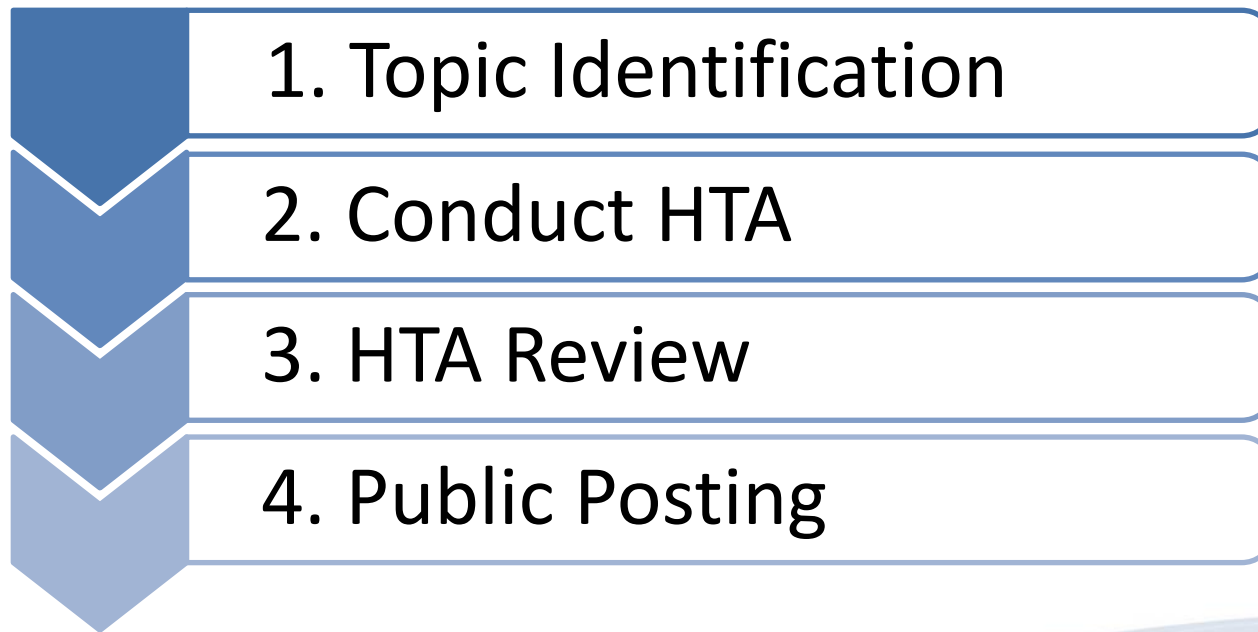 1. Topic Identification
2. Conduct HTA
3. HTA Review
4. Public Posting